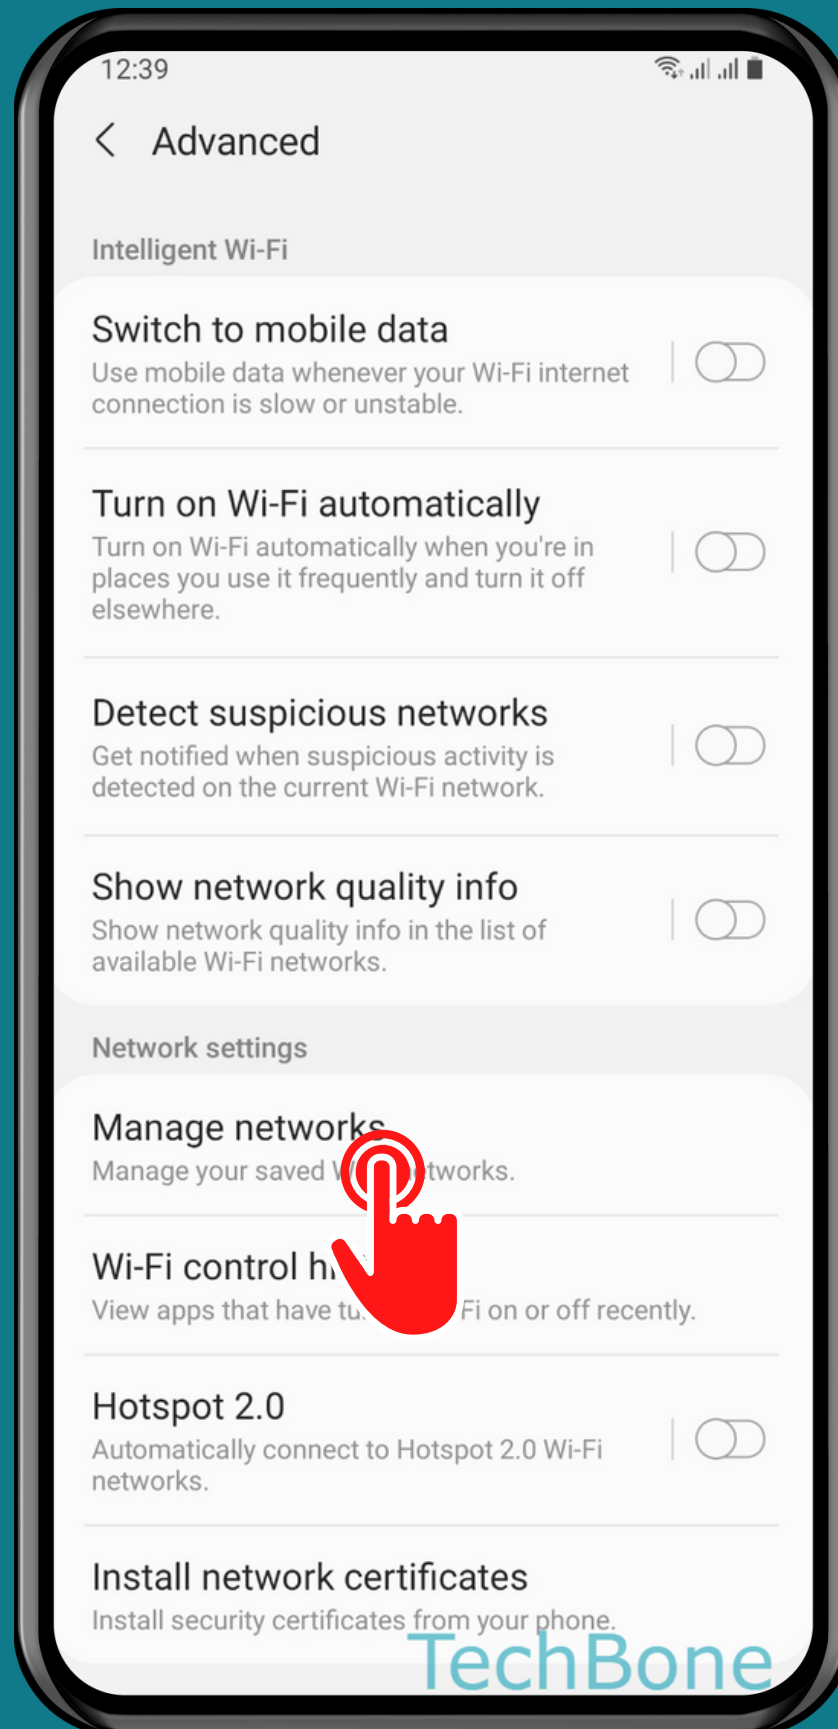 12:39
Advanced
Intelligent Wi-Fi
Switch to mobile data
Use mobile data whenever your Wi-Fi internet
connection is slow or unstable.
Turn on Wi-Fi automatically
Turn on Wi-Fi automatically when you're in
places you use it frequently and turn it off
elsewhere.
Detect suspicious networks
Get notified when suspicious activity is
detected on the current Wi-Fi network.
Show network quality info
Show network quality info in the list of
available Wi-Fi networks.
Network settings
Manage networks
Manage your saved networks.
Wi-Fi control
View apps that have Fi on or off recently.
Hotspot 2.0
Automatically connect to Hotspot 2.0 Wi-Fi
networks.
Install network certificates
Install security certificates from your phone.
TechBone